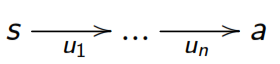 s → ... → a
u₁ uₙ